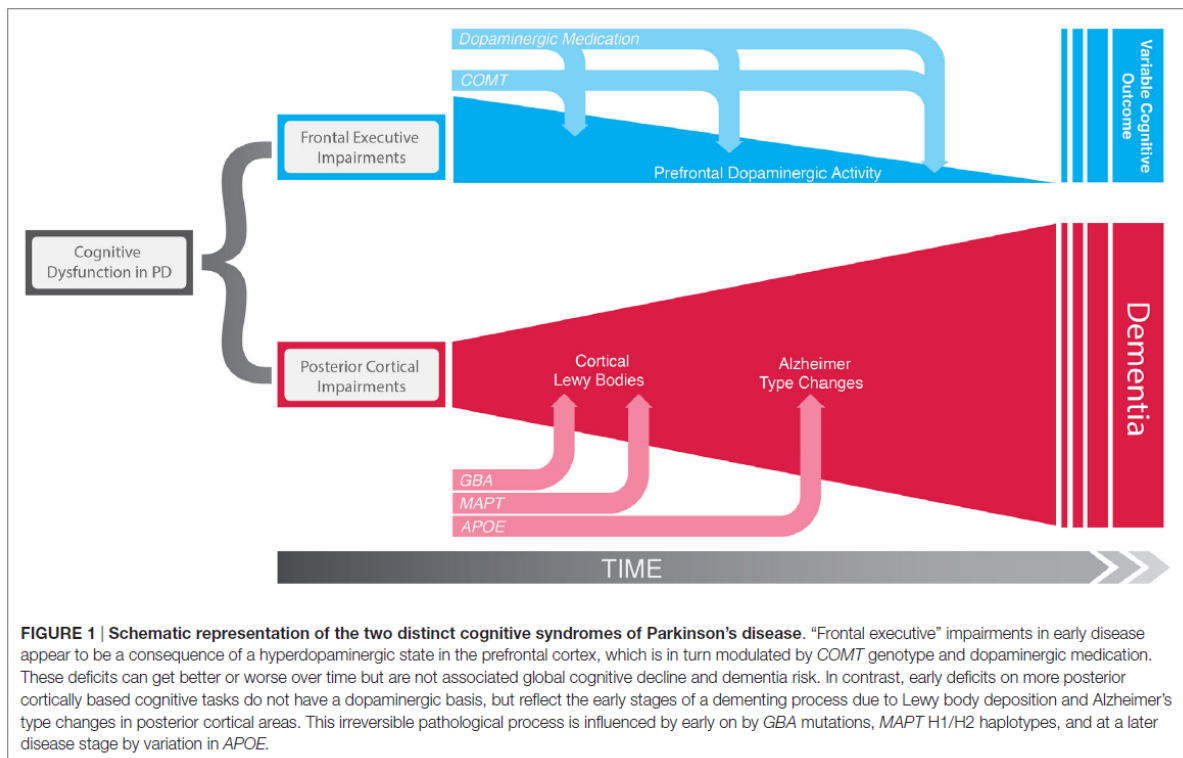 Dopaminergic Medication
COMT
Frontal Executive
Impairments
Prefrontal Dopaminergic Activity
Variable Cognitive
Outcome
Cognitive
Dysfunction in PD
Posterior Cortical
Impairments
Cortical
Lewy Bodies
Alzheimer
Type Changes
Dementia
GBA
MAPT
APOE
TIME
FIGURE 1 | Schematic representation of the two distinct cognitive syndromes of Parkinson's disease. “Frontal executive” impairments in early disease
appear to be a consequence of a hyperdopaminergic state in the prefrontal cortex, which is in turn modulated by COMT genotype and dopaminergic medication.
These deficits can get better or worse over time but are not associated global cognitive decline and dementia risk. In contrast, early deficits on more posterior
cortically based cognitive tasks do not have a dopaminergic basis, but reflect the early stages of a dementing process due to Lewy body deposition and Alzheimer's
type changes in posterior cortical areas. This irreversible pathological process is influenced by early on by GBA mutations, MAPT H1/H2 haplotypes, and at a later
disease stage by variation in APOE.